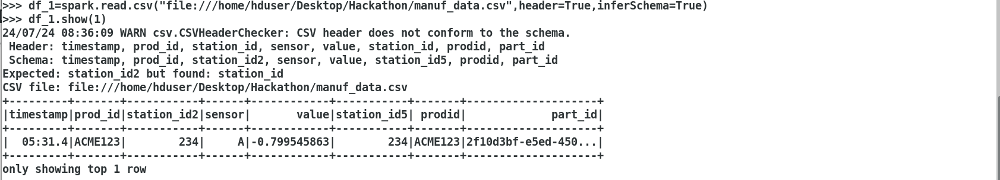 >>> df_1=spark.read.csv("file:///home/hduser/Desktop/Hackathon/manuf_data.csv",header=True,inferSchema=True)
>>> df_1.show(1)
24/07/24 08:36:09 WARN csv.CSVHeaderChecker: CSV header does not conform to the schema.
 Header: timestamp, prod_id, station_id, sensor, value, station_id, prodid, part_id
 Schema: timestamp, prod_id, station_id2, sensor, value, station_id5, prodid, part_id
Expected: station_id2 but found: station_id
CSV file: file:///home/hduser/Desktop/Hackathon/manuf_data.csv
+---------+-------+-----------+------+------------+-----------+-------+--------------------+
|timestamp|prod_id|station_id2|sensor|       value|station_id5| prodid|             part_id|
+---------+-------+-----------+------+------------+-----------+-------+--------------------+
|  05:31.4|ACME123|        234|     A|-0.799545863|        234|ACME123|2f10d3bf-e5ed-450...|
+---------+-------+-----------+------+------------+-----------+-------+--------------------+
only showing top 1 row